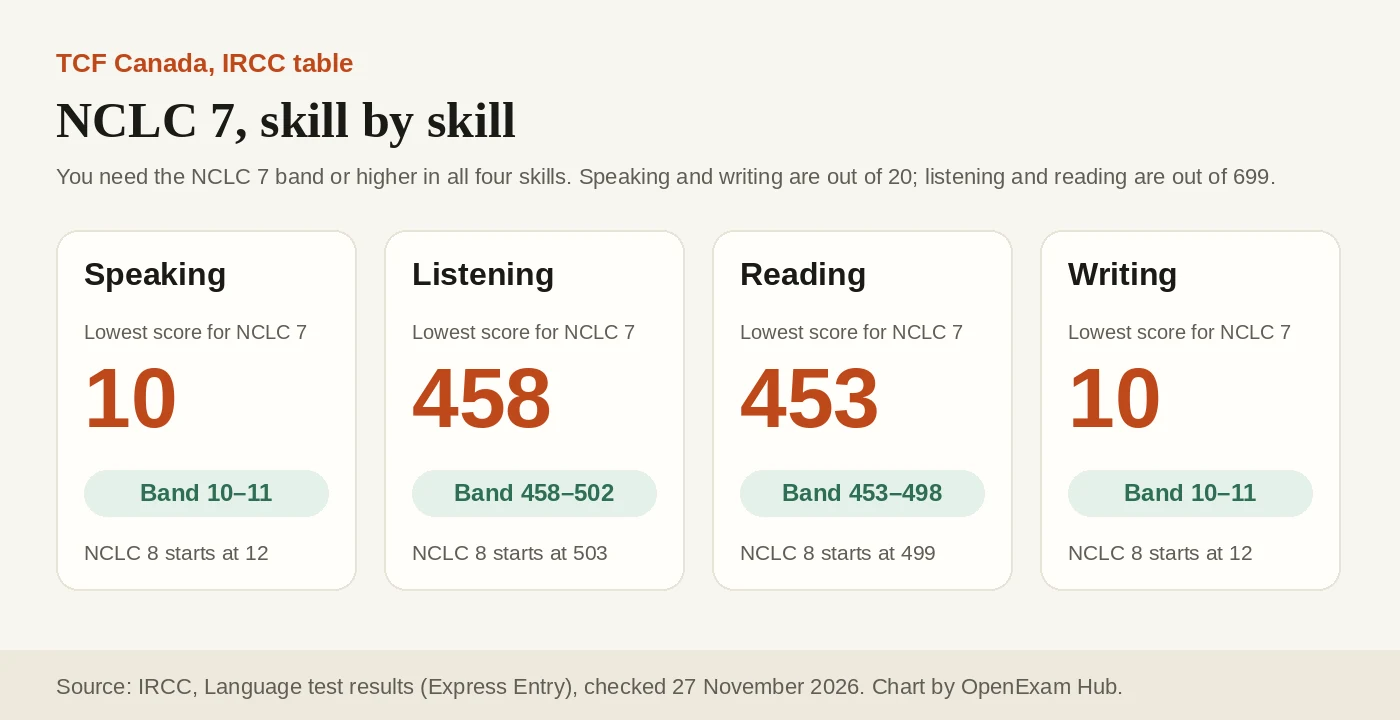 TCF Canada, IRCC table
NCLC 7, skill by skill
You need the NCLC 7 band or higher in all four skills. Speaking and writing are out of 20; listening and reading are out of 699.
Speaking
Lowest score for NCLC 7
10
Band 10–11
NCLC 8 starts at 12
Listening
Lowest score for NCLC 7
458
Band 458–502
NCLC 8 starts at 503
Reading
Lowest score for NCLC 7
453
Band 453–498
NCLC 8 starts at 499
Writing
Lowest score for NCLC 7
10
Band 10–11
NCLC 8 starts at 12
Source: IRCC, Language test results (Express Entry), checked 27 November 2026. Chart by OpenExam Hub.